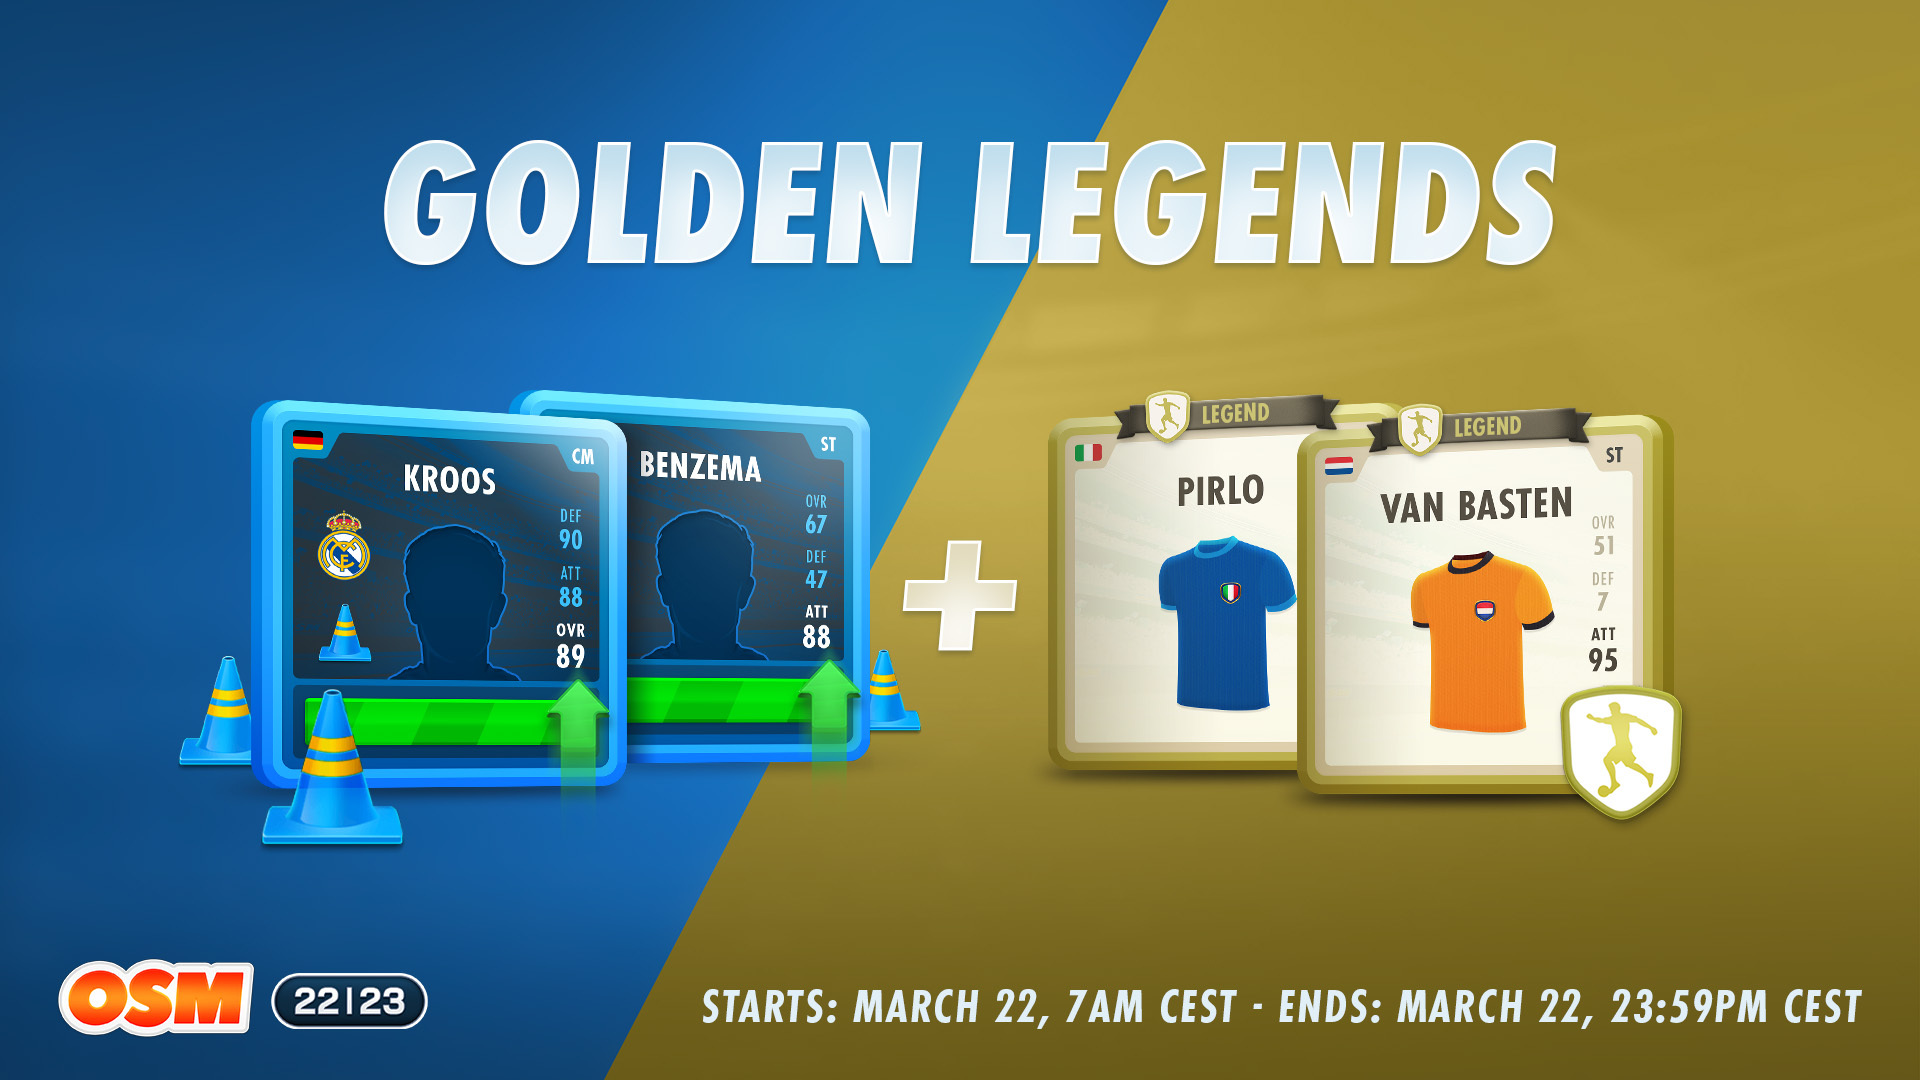 GOLDEN LEGENDS
KROOS
CM
DEF
90
ATT
88
OVR
89
BENZEMA
ST
OVR
67
DEF
47
ATT
88
LEGEND
PIRLO
LEGEND
ST
VAN BASTEN
OVR
51
DEF
7
ATT
95
OSM
22|23
STARTS: MARCH 22, 7AM CEST - ENDS: MARCH 22, 23:59PM CEST